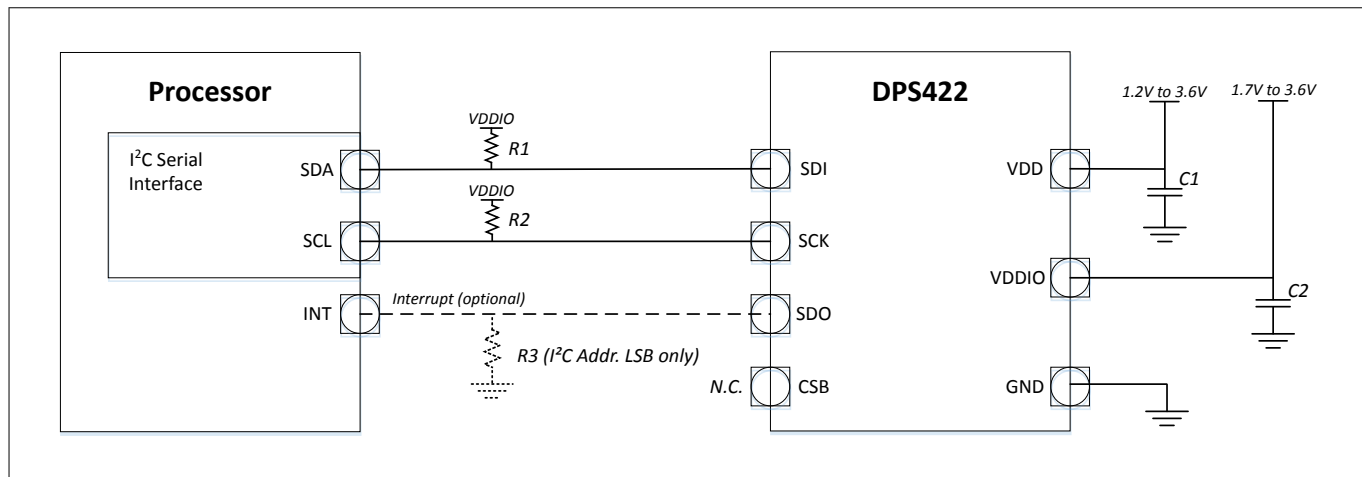 Processor
DPS422
1.2V to 3.6V
1.7V to 3.6V
I²C Serial
Interface
SDA
VDDIO
R1
SDI
VDD
C1
VDDIO
R2
SCL
SCK
VDDIO
C2
INT
Interrupt (optional)
SDO
R3 (I²C Addr. LSB only)
N.C.
CSB
GND